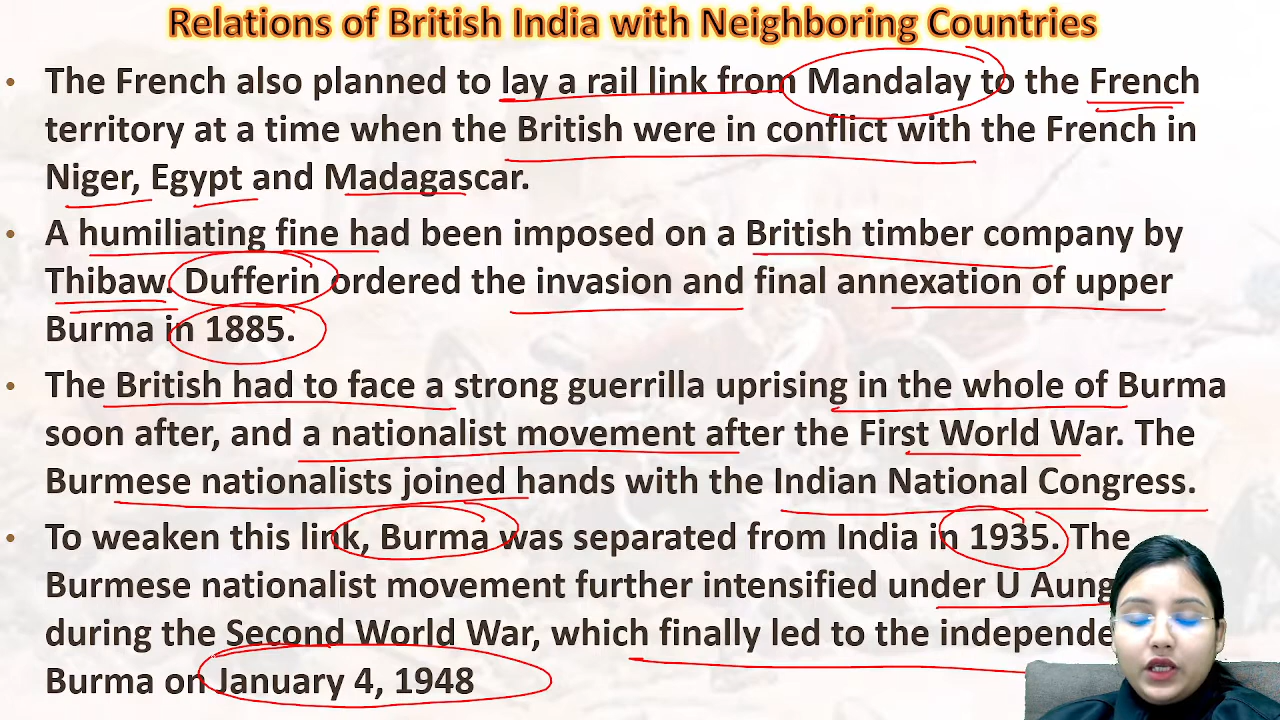 Relations of British India with Neighboring Countries
• The French also planned to lay a rail link from Mandalay to the French
territory at a time when the British were in conflict with the French in
Niger, Egypt and Madagascar.
• A humiliating fine had been imposed on a British timber company by
Thibaw. Dufferin ordered the invasion and final annexation of upper
Burma in 1885.
• The British had to face a strong guerrilla uprising in the whole of Burma
soon after, and a nationalist movement after the First World War. The
Burmese nationalists joined hands with the Indian National Congress.
• To weaken this link, Burma was separated from India in 1935. The
Burmese nationalist movement further intensified under U Aung
during the Second World War, which finally led to the independe
Burma on January 4, 1948